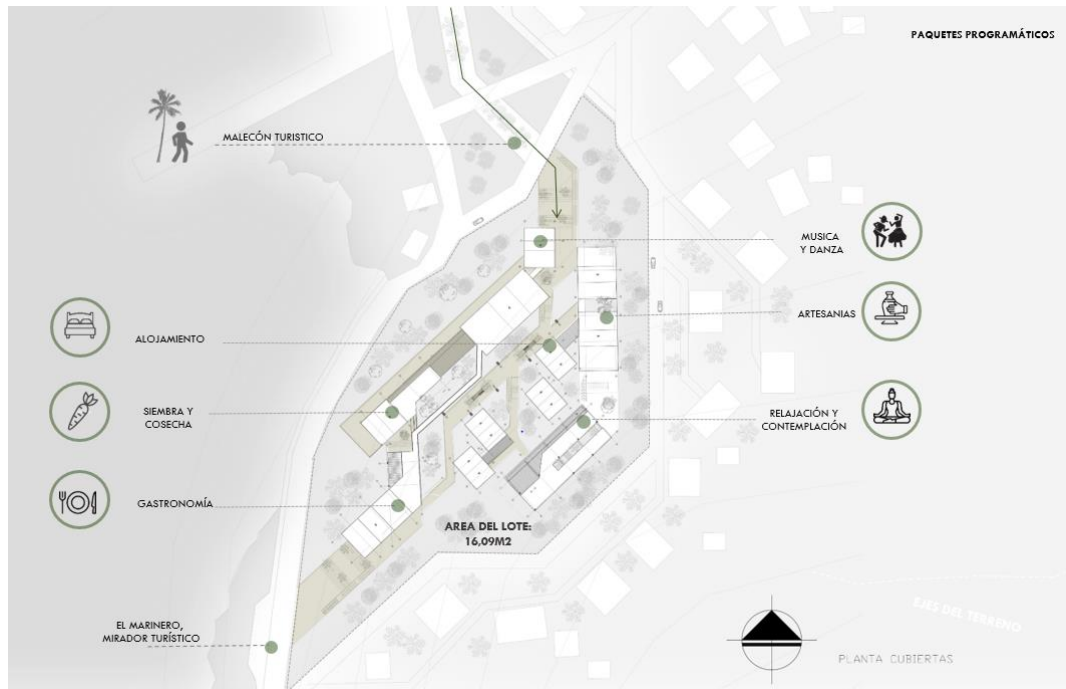 PAQUETES PROGRAMÁTICOS
MALECÓN TURISTICO
MUSICA
Y DANZA
ARTESANIAS
ALOJAMIENTO
SIEMBRA Y
COSECHA
RELAJACIÓN Y
CONTEMPLACIÓN
GASTRONOMÍA
AREA DEL LOTE:
16,09M2
EL MARINERO,
MIRADOR TURÍSTICO
EJES DEL TERRENO
PLANTA CUBIERTAS